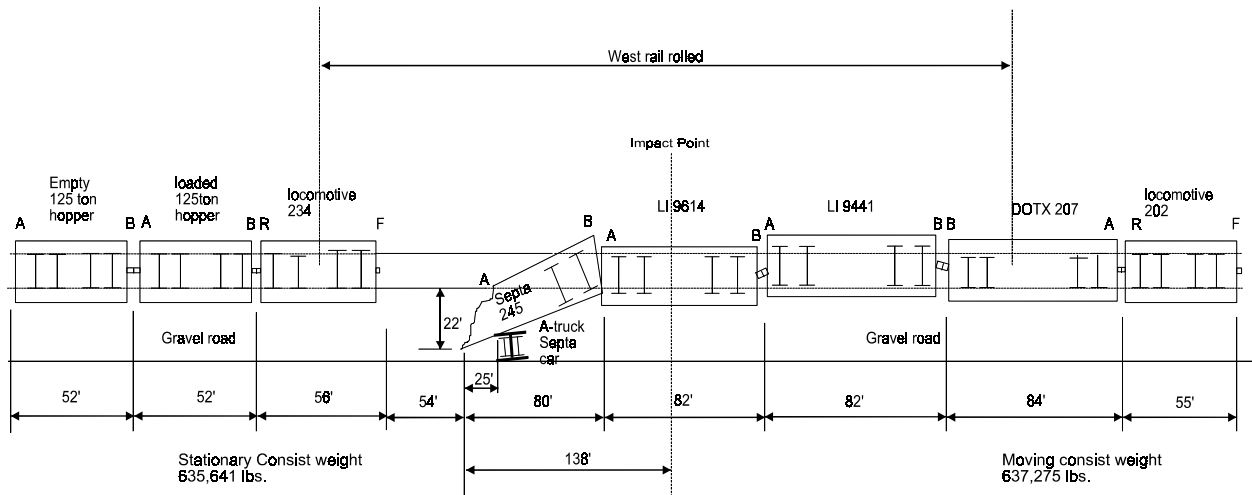 West rail rolled
Impact Point
Empty
125 ton
hopper
loaded
125ton
hopper
locomotive
234
LI 9614
LI 9441
DOTX 207
locomotive
202
A
B
A
B
R
F
B
A
B
A
B
B
A
R
F
A
Septa
245
22'
A-truck
Septa
car
Gravel road
Gravel road
25'
52'
52'
56'
54'
80'
82'
82'
84'
55'
138'
Stationary Consist weight
635,641 lbs.
Moving consist weight
637,275 lbs.